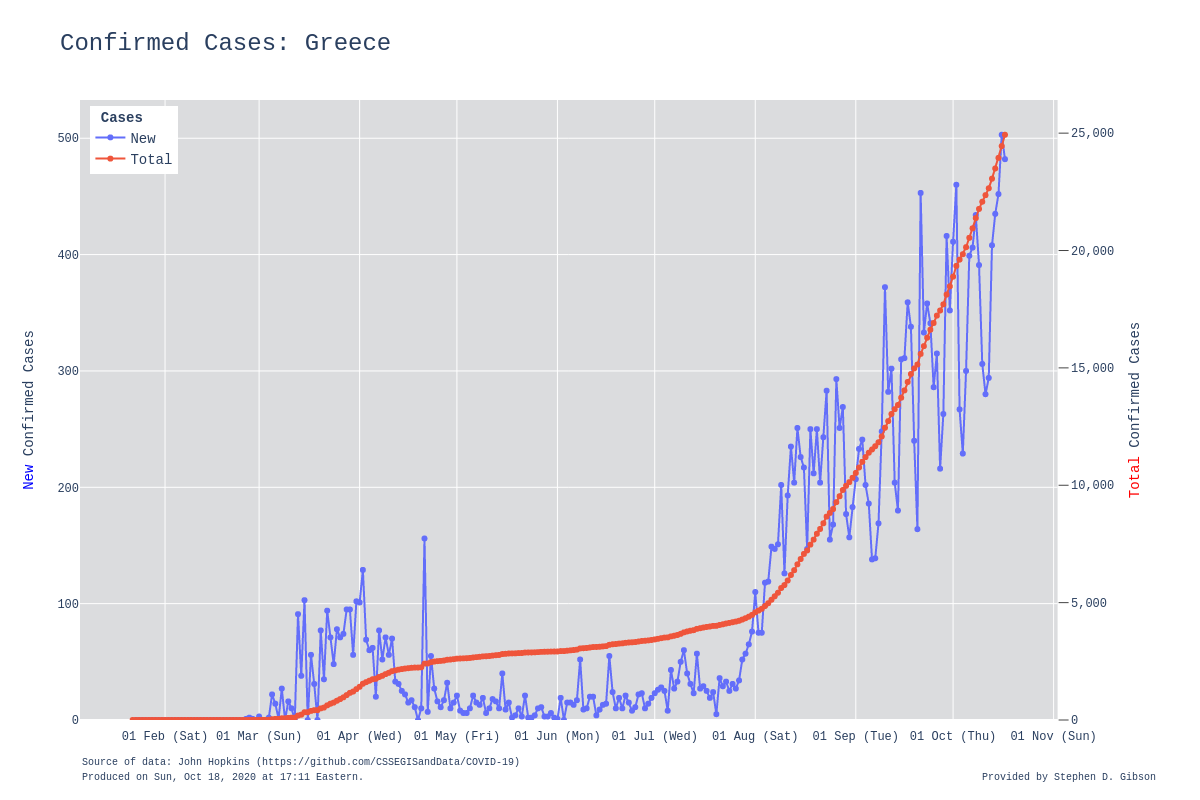 Confirmed Cases: Greece
Cases
New
Total
500
400
300
200
100
0
New Confirmed Cases
25,000
20,000
15,000
10,000
5,000
0
Total Confirmed Cases
01 Feb (Sat) 01 Mar (Sun) 01 Apr (Wed) 01 May (Fri) 01 Jun (Mon) 01 Jul (Wed) 01 Aug (Sat) 01 Sep (Tue) 01 Oct (Thu) 01 Nov (Sun)
Source of data: John Hopkins (https://github.com/CSSEGISandData/COVID-19)
Produced on Sun, Oct 18, 2020 at 17:11 Eastern.
Provided by Stephen D. Gibson